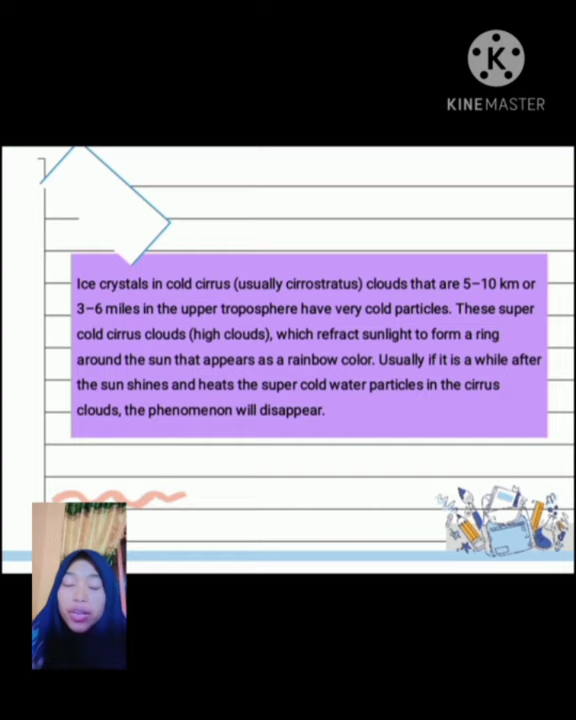 K
KINEMASTER
Ice crystals in cold cirrus (usually cirrostratus) clouds that are 5–10 km or
3–6 miles in the upper troposphere have very cold particles. These super
cold cirrus clouds (high clouds), which refract sunlight to form a ring
around the sun that appears as a rainbow color. Usually if it is a while after
the sun shines and heats the super cold water particles in the cirrus
clouds, the phenomenon will disappear.